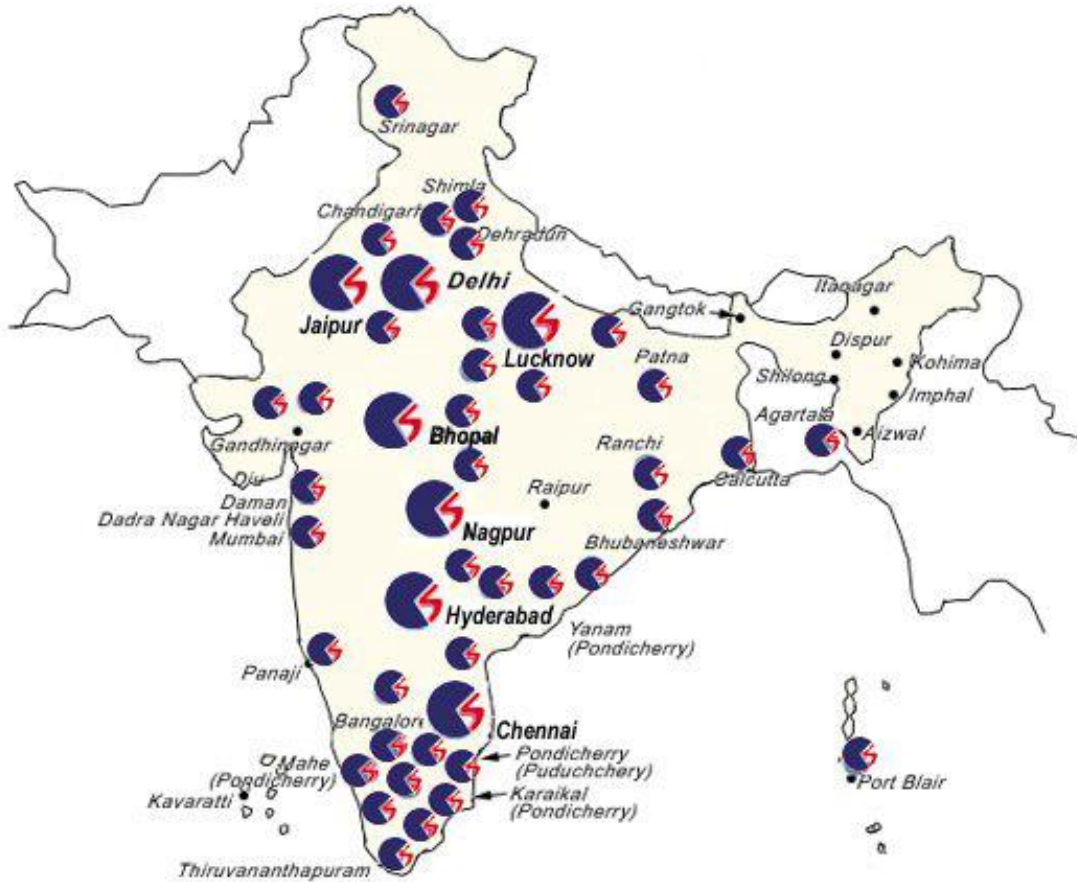 Srinagar
Shimla
Chandigarh
Dehradun
Delhi
Itanagar
Gangtok
Jaipur
Lucknow
Dispur
Patna
Kohima
Shilong
Imphal
Agartala
Bhopal
Aizwal
Gandhinagar
Ranchi
Diu
Calcutta
Raipur
Daman
Dadra Nagar Haveli
Nagpur
Mumbai
Bhubaneshwar
Hyderabad
Yanam
(Pondicherry)
Panaji
Bangalore
Chennai
Pondicherry
(Puduchchery)
Mahe
(Pondicherry)
Port Blair
Kavaratti
Karaikal
(Pondicherry)
Thiruvananthapuram